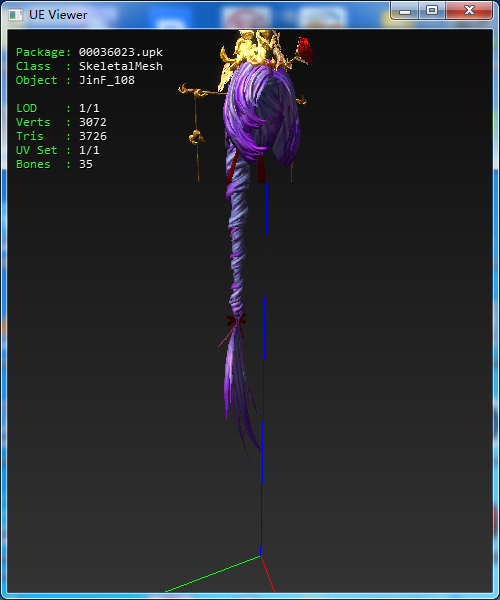 UE Viewer
Package: 00036023.upk
Class : SkeletalMesh
Object : JinF_108
LOD : 1/1
Verts : 3072
Tris : 3726
UV Set : 1/1
Bones : 35